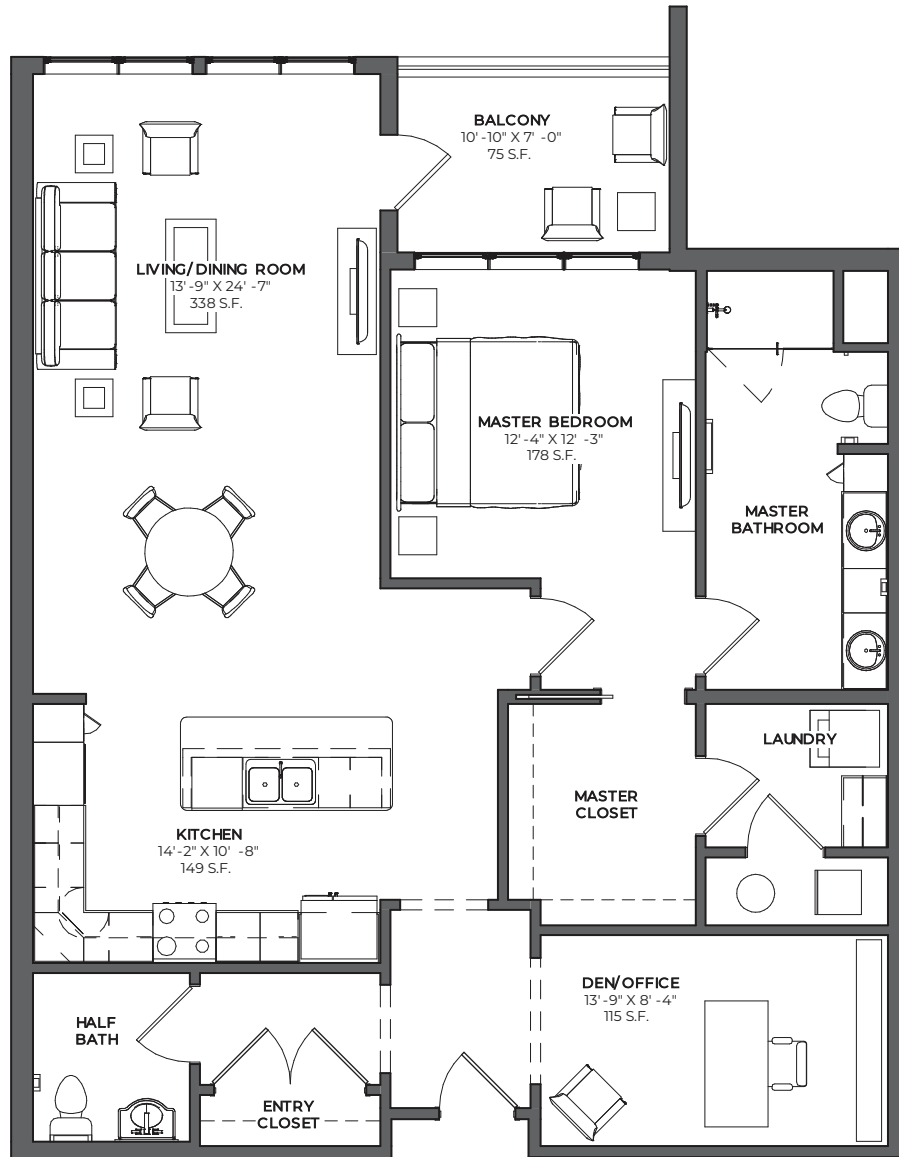 BALCONY
10' -10" X 7' -0"
75 S.F.
LIVING/DINING ROOM
13' -9" X 24' -7"
338 S.F.
MASTER BEDROOM
12' -4" X 12' -3"
178 S.F.
MASTER
BATHROOM
LAUNDRY
MASTER
CLOSET
KITCHEN
14'-2" X 10' -8"
149 S.F.
DEN/OFFICE
13'-9" X 8' -4"
115 S.F.
HALF
BATH
ENTRY
CLOSET